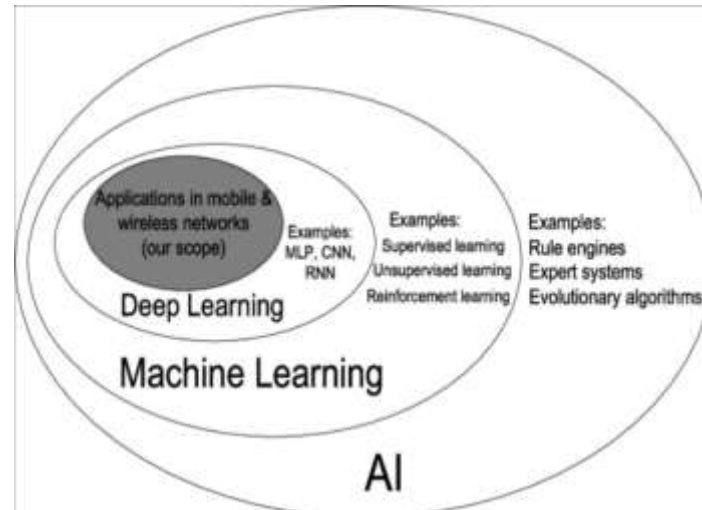 Applications in mobile &
wireless networks
(our scope)
Examples:
MLP, CNN,
RNN
Deep Learning
Examples:
Supervised learning
Unsupervised learning
Reinforcement learning
Machine Learning
Examples:
Rule engines
Expert systems
Evolutionary algorithms
AI